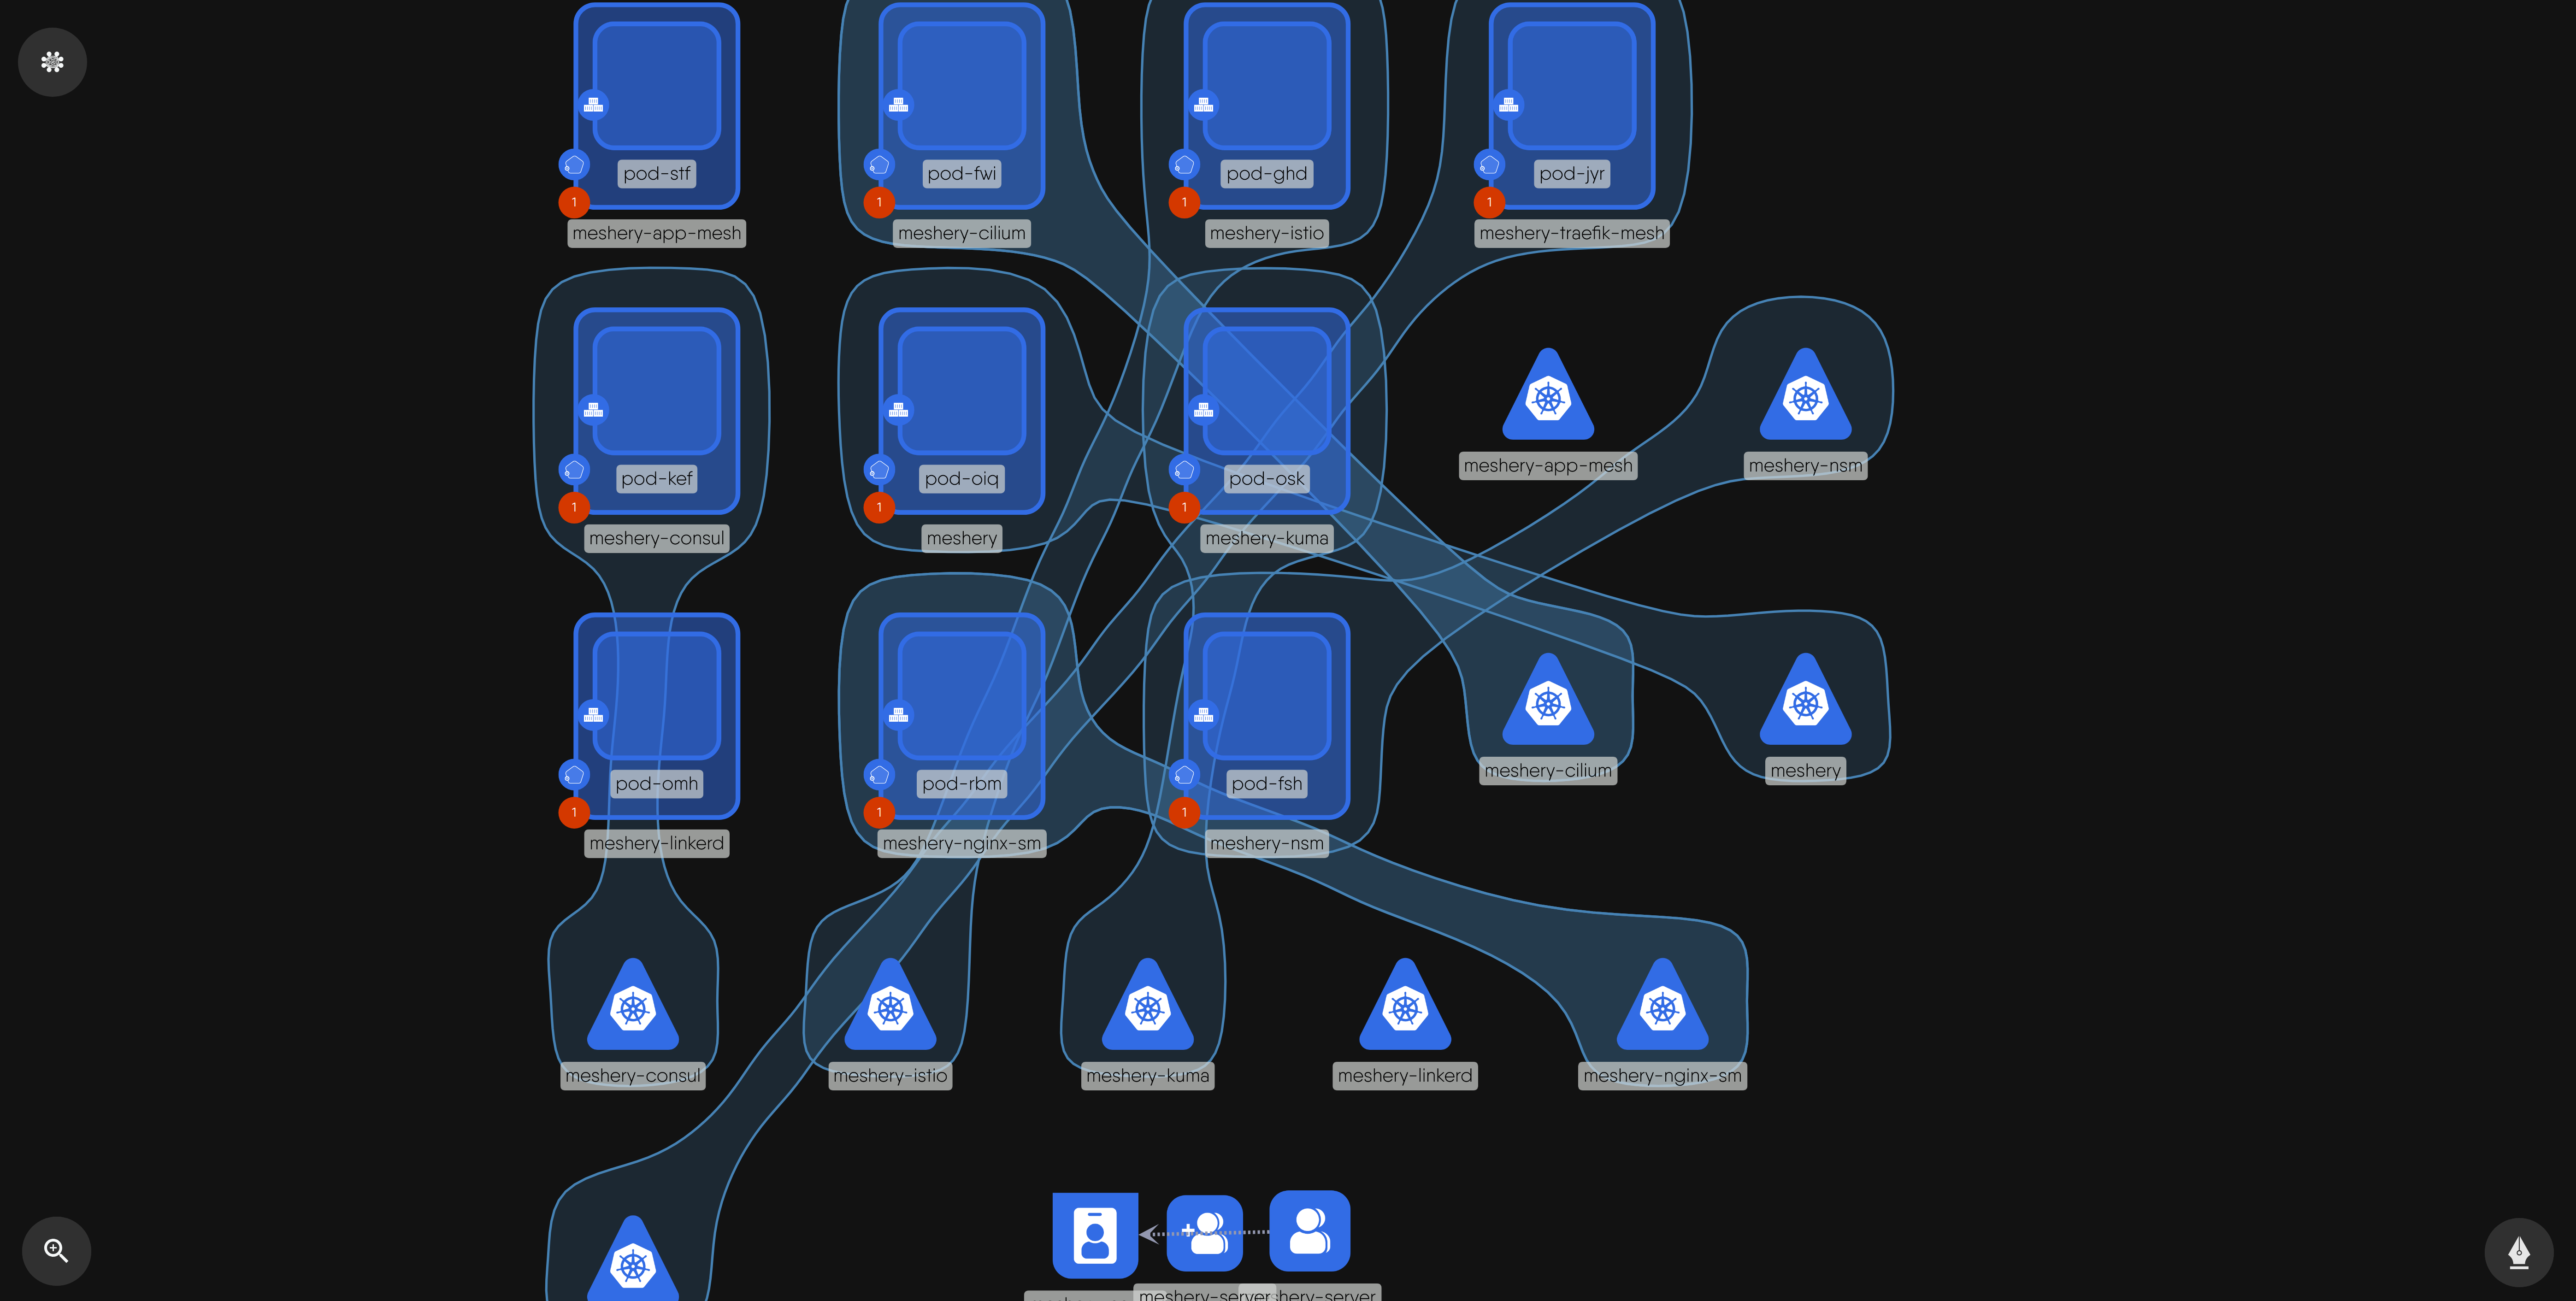 pod-stf
pod-fwi
pod-ghd
pod-jyr
1
1
1
1
meshery-app-mesh
meshery-cilium
meshery-istio
meshery-traefik-mesh
pod-kef
pod-oiq
pod-osk
meshery-app-mesh
meshery-nsm
1
1
1
meshery-consul
meshery
meshery-kuma
pod-omh
pod-rbm
pod-fsh
meshery-cilium
meshery
1
1
1
meshery-linkerd
meshery-nginx-sm
meshery-nsm
meshery-consul
meshery-istio
meshery-kuma
meshery-linkerd
meshery-nginx-sm
meshery-server